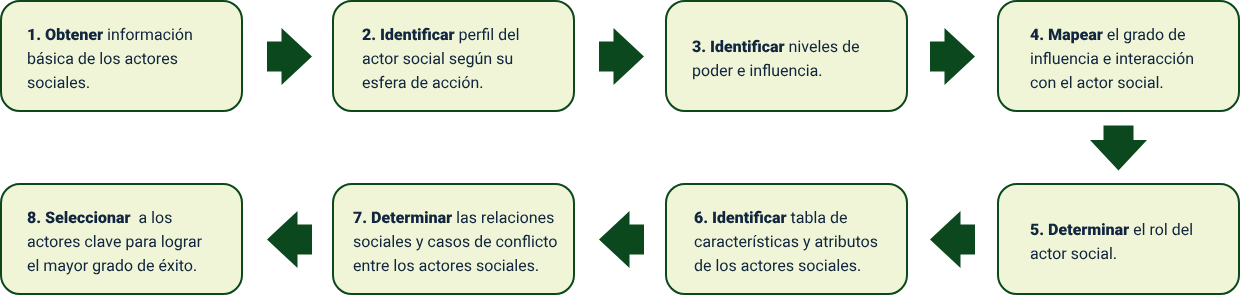 1. Obtener información
básica de los actores
sociales.
2. Identificar perfil del
actor social según su
esfera de acción.
3. Identificar niveles de
poder e influencia.
4. Mapear el grado de
influencia e interacción
con el actor social.
5. Determinar el rol del
actor social.
6. Identificar tabla de
características y atributos
de los actores sociales.
7. Determinar las relaciones
sociales y casos de conflicto
entre los actores sociales.
8. Seleccionar a los
actores clave para lograr
el mayor grado de éxito.